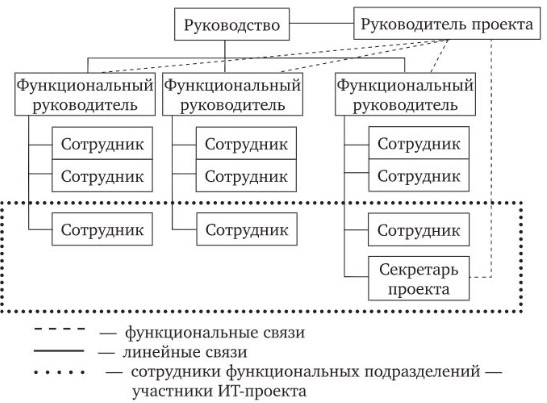 Руководство
Руководитель проекта
Функциональный
руководитель
Функциональный
руководитель
Функциональный
руководитель
Сотрудник
Сотрудник
Сотрудник
Сотрудник
Сотрудник
Сотрудник
Сотрудник
Сотрудник
Сотрудник
Секретарь
проекта
— функциональные связи
— линейные связи
— сотрудники функциональных подразделений —
участники ИТ-проекта